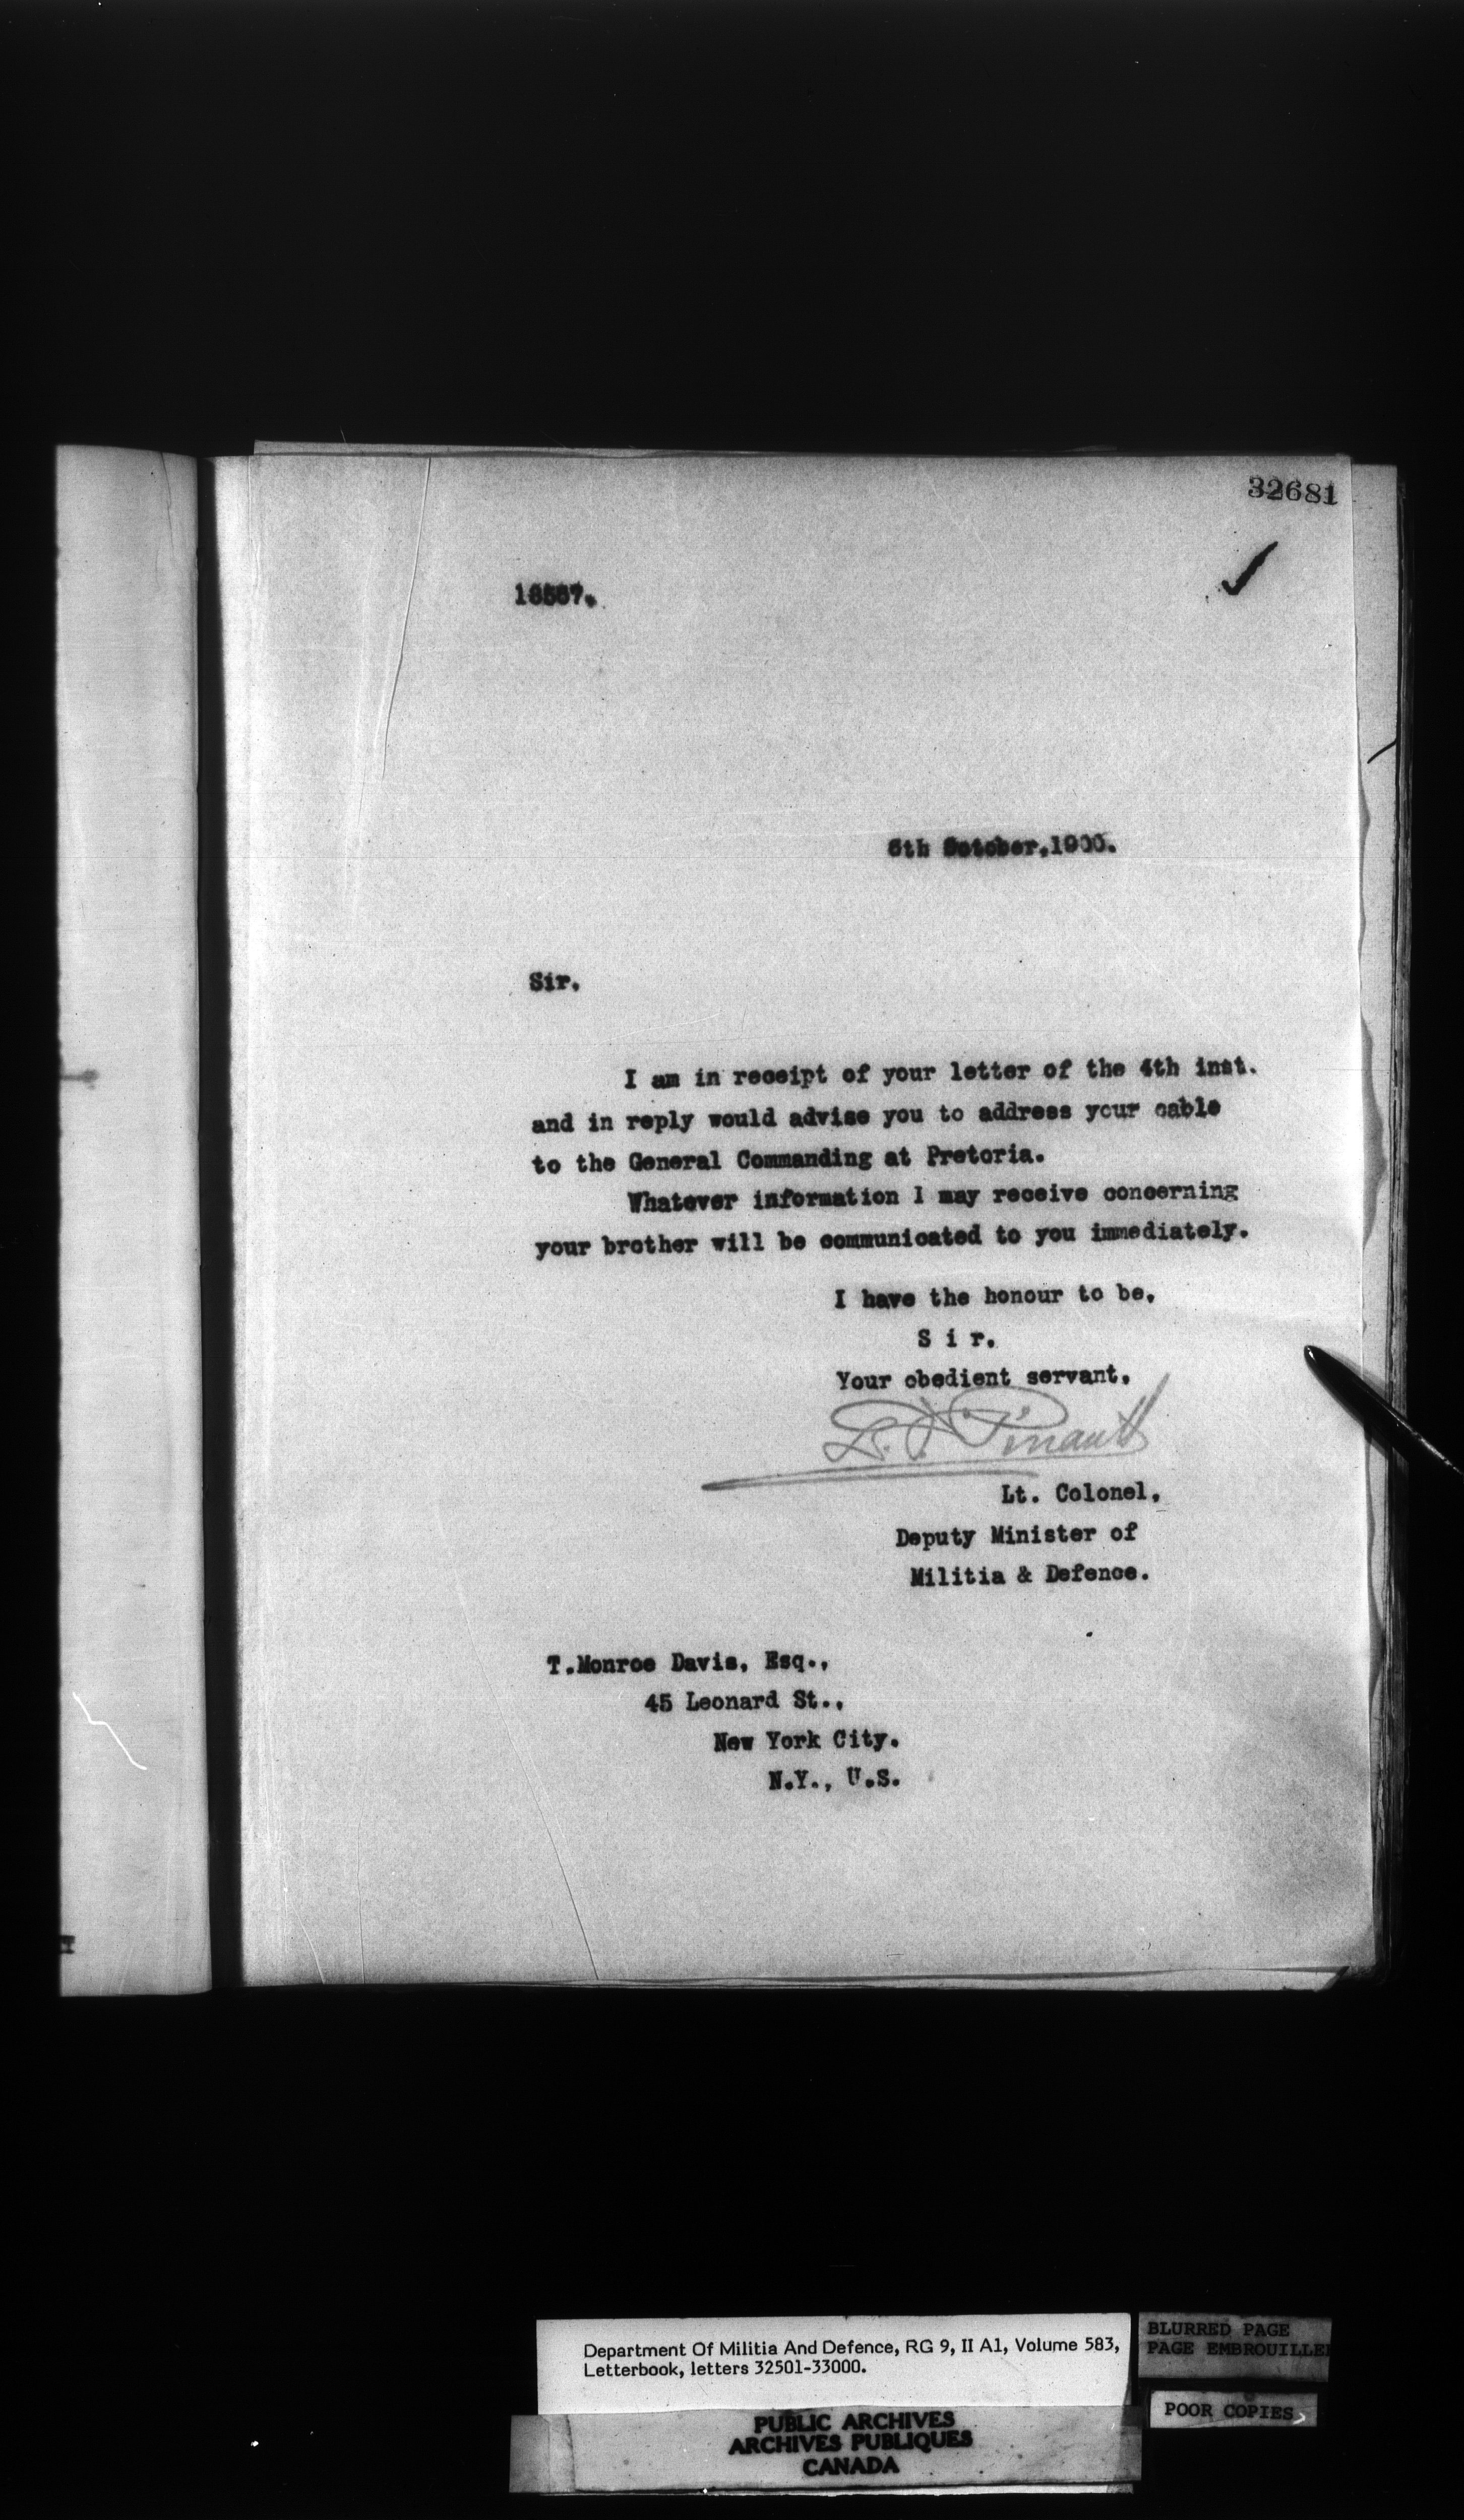 32681
6th October, 1900.
Sir,
I am in receipt of your letter of the 4th inst.
and in reply would advise you to address your cable
to the General Commanding at Pretoria.
Whatever information I may receive concerning
your brother will be communicated to you immediately.
I have the honour to be,
S i r,
Your obedient servant,
L. F. Pinault
Lt. Colonel,
Deputy Minister of
Militia & Defence.
T. Monroe Davis, Esq.,
45 Leonard St.,
New York City.
N.Y., U.S.
Department Of Militia And Defence, RG 9, II A1, Volume 583,
Letterbook, letters 32501-33000.
BLURRED PAGE
PAGE EMBROUILLEE
POOR COPIES
PUBLIC ARCHIVES
ARCHIVES PUBLIQUES
CANADA